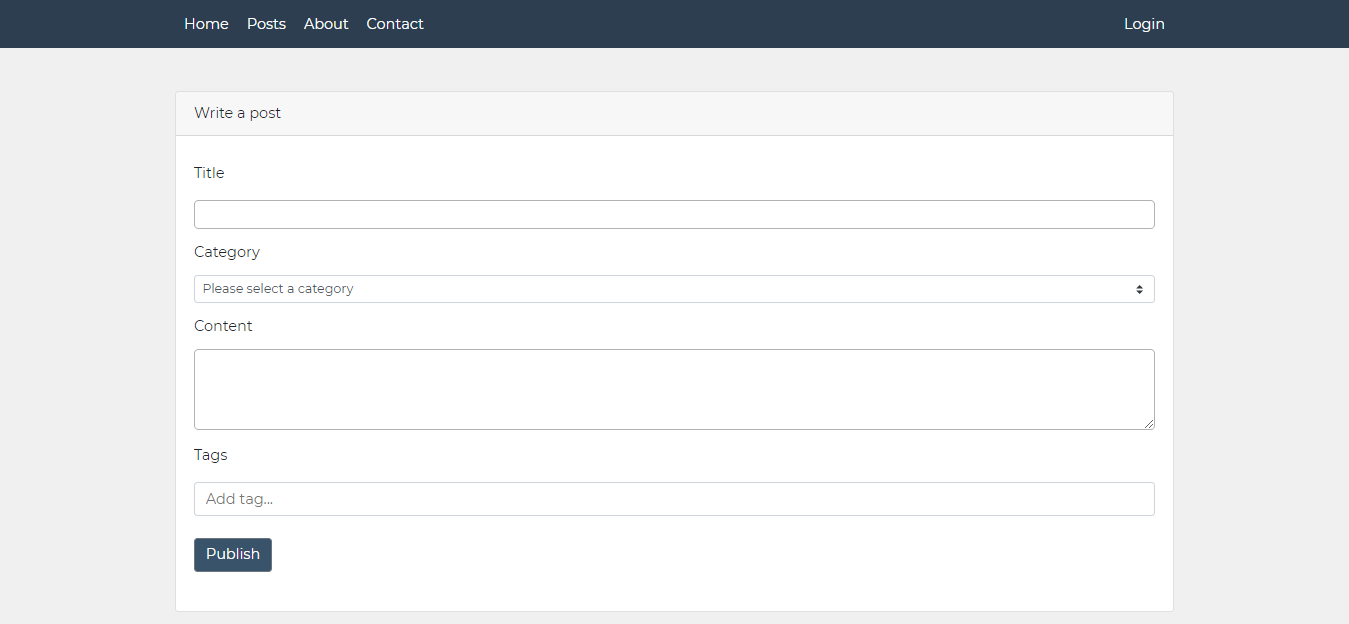 Home Posts About Contact Login
Write a post
Title
Category
Please select a category
Content
Tags
Add tag...
Publish